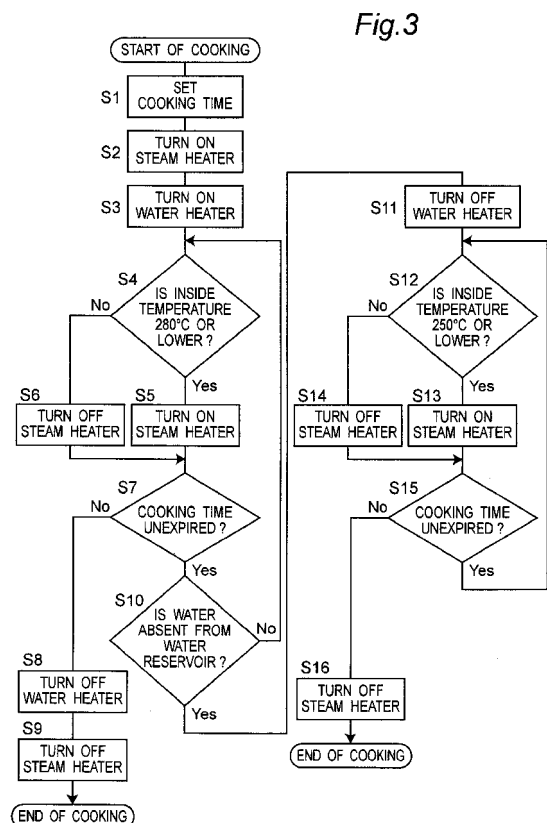 Fig.3
START OF COOKING
S1
SET
COOKING TIME
S2
TURN ON
STEAM HEATER
S3
TURN ON
WATER HEATER
S4
IS INSIDE
TEMPERATURE
280°C OR
LOWER ?
No
Yes
S6
TURN OFF
STEAM HEATER
S5
TURN ON
STEAM HEATER
S7
COOKING TIME
UNEXPIRED ?
No
Yes
S10
IS WATER
ABSENT FROM
WATER
RESERVOIR ?
No
Yes
S8
TURN OFF
WATER HEATER
S9
TURN OFF
STEAM HEATER
END OF COOKING
S11
TURN OFF
WATER HEATER
S12
IS INSIDE
TEMPERATURE
250°C OR
LOWER ?
No
Yes
S14
TURN OFF
STEAM HEATER
S13
TURN ON
STEAM HEATER
S15
COOKING TIME
UNEXPIRED ?
No
Yes
S16
TURN OFF
STEAM HEATER
END OF COOKING